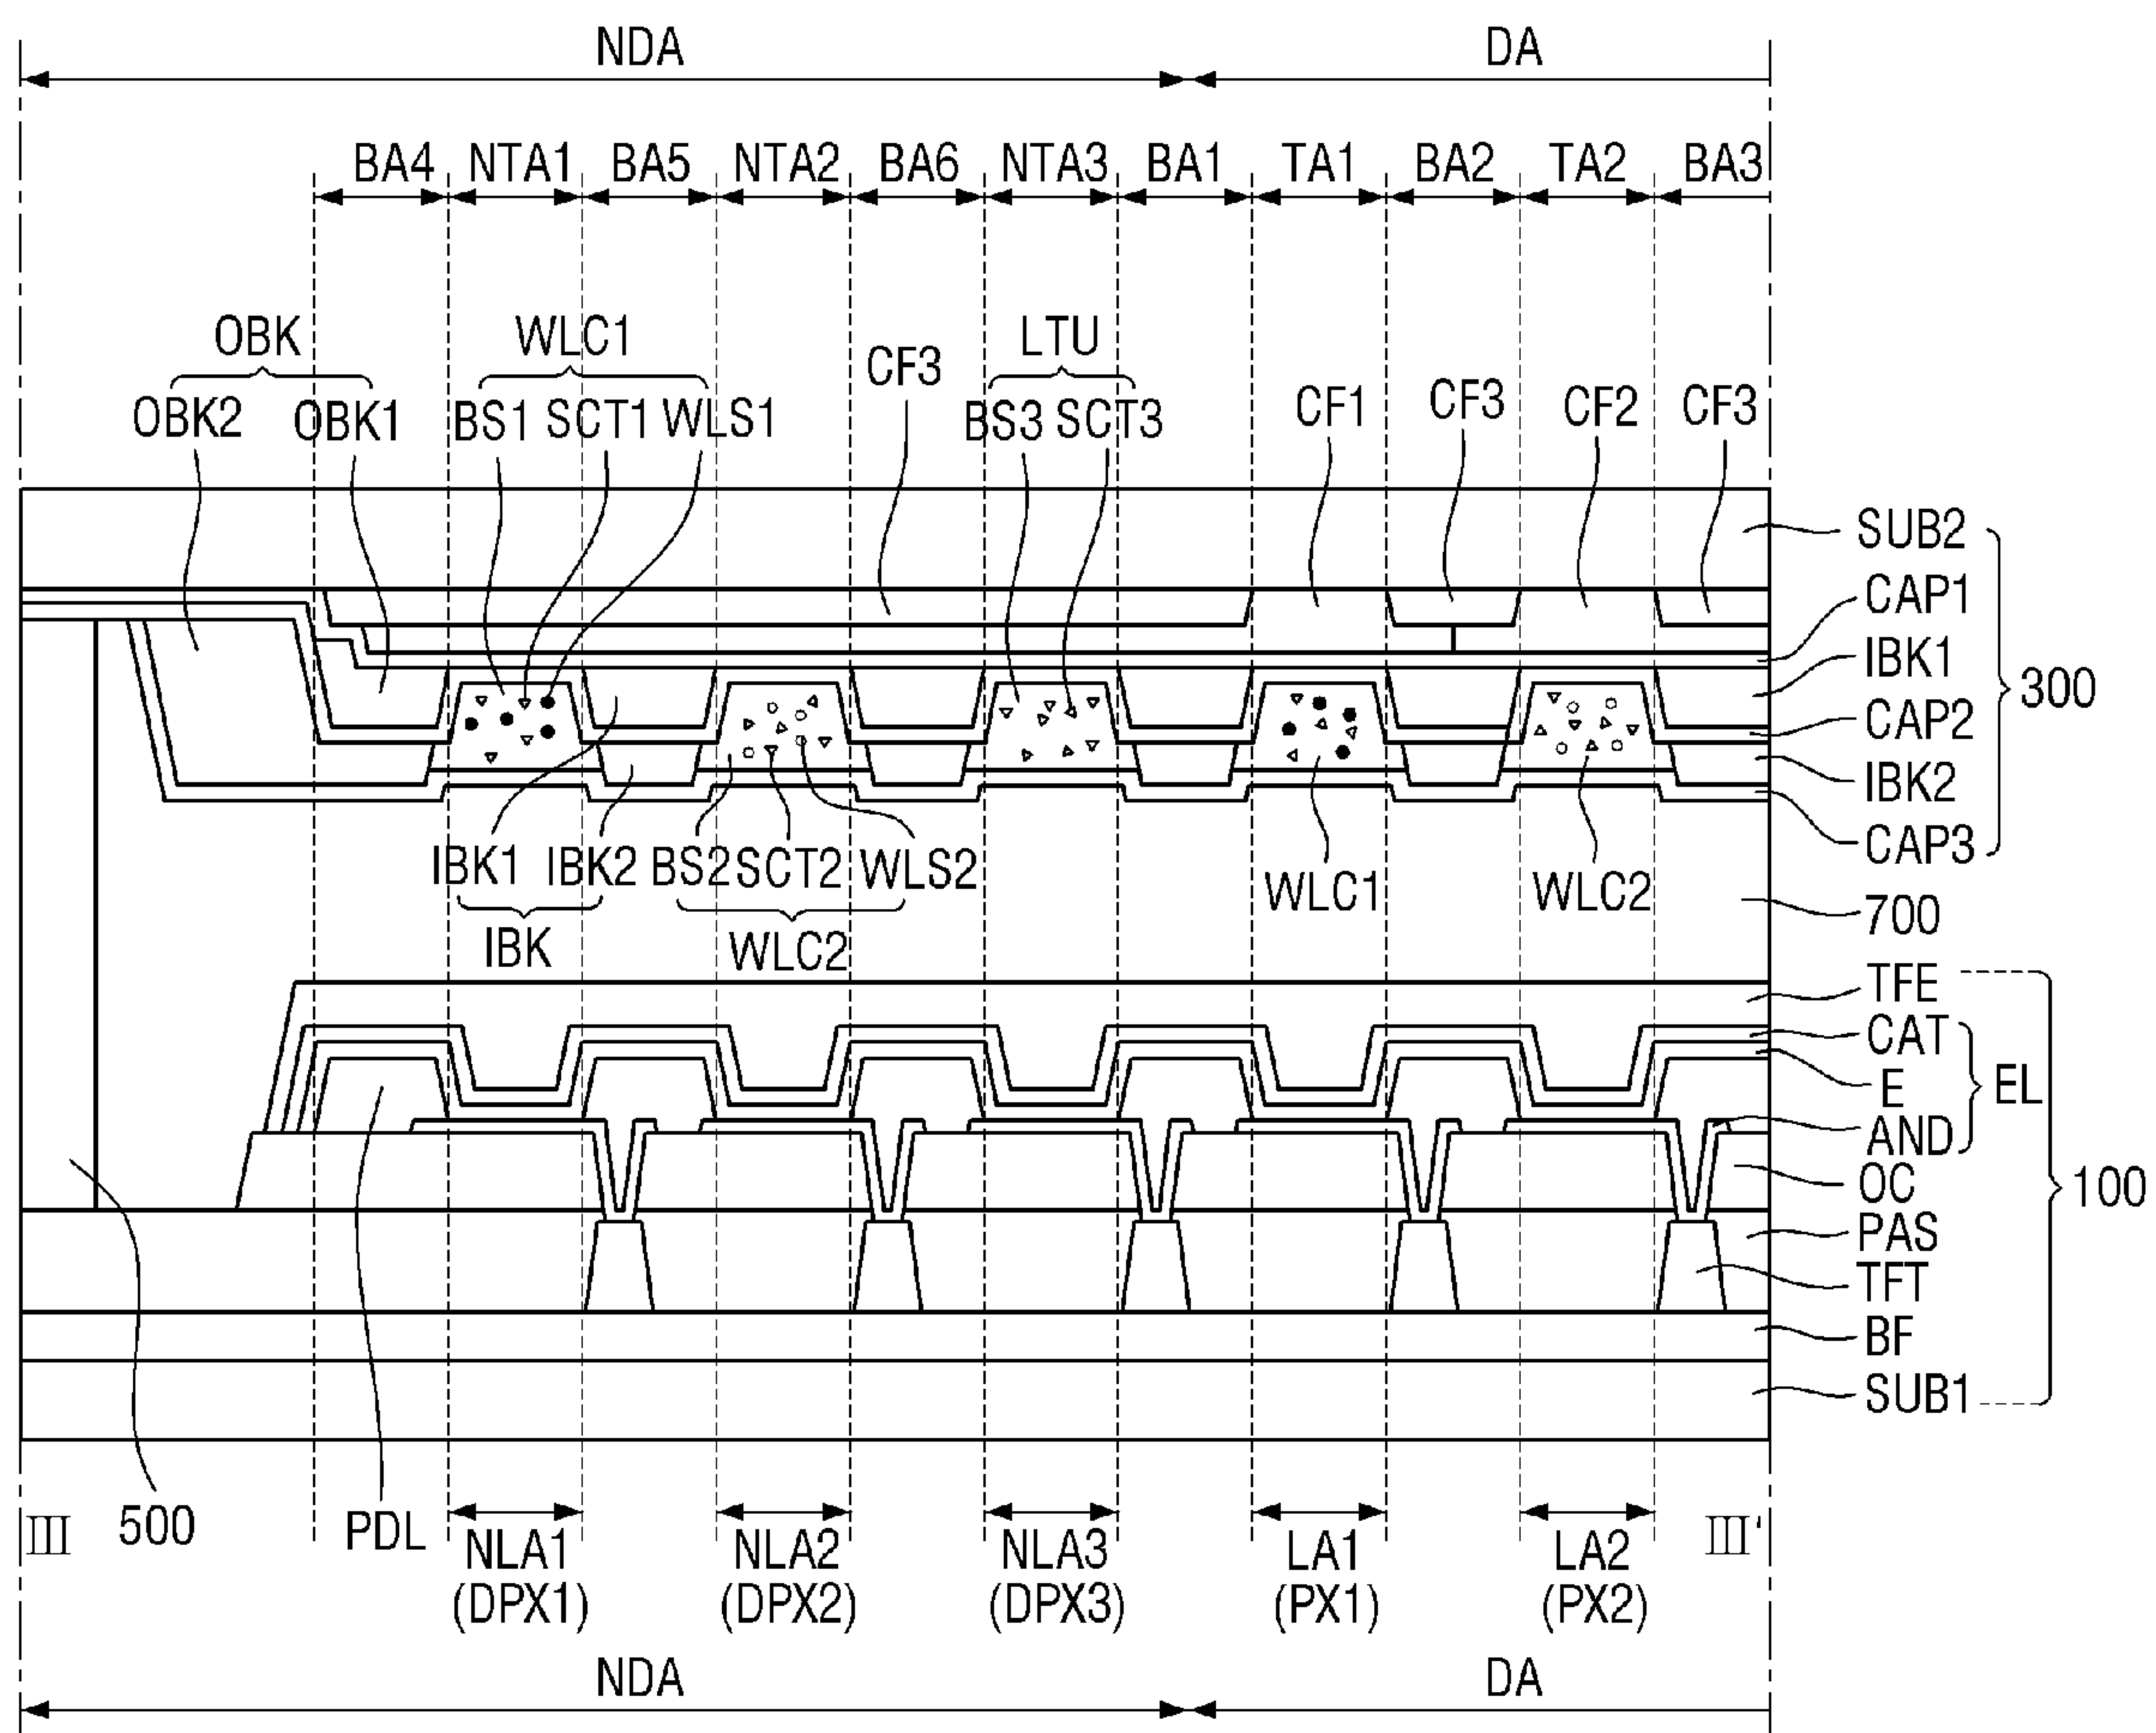 NDA DA
BA4 NTA1 BA5 NTA2 BA6 NTA3 BA1 TA1 BA2 TA2 BA3
OBK WLC1 CF3 LTU
OBK2 OBK1 BS1 SCT1 WLS1 BS3 SCT3 CF1 CF3 CF2 CF3
SUB2
CAP1
IBK1
300
CAP2
IBK2
CAP3
IBK1 IBK2 BS2 SCT2 WLS2 WLC1 WLC2
IBK WLC2
700
TFE
CAT
E
EL
AND
OC
100
PAS
TFT
BF
SUB1
III 500 PDL NLA1 NLA2 NLA3 LA1 LA2 III'
(DPX1) (DPX2) (DPX3) (PX1) (PX2)
NDA DA